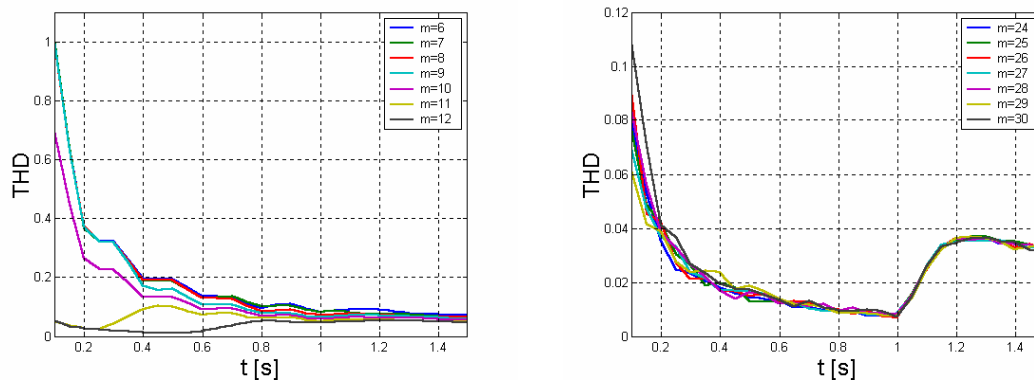 1
0.8
0.6
0.4
0.2
0
THD
0.2 0.4 0.6 0.8 1 1.2 1.4
t [s]
m=6
m=7
m=8
m=9
m=10
m=11
m=12
0.12
0.1
0.08
0.06
0.04
0.02
0
THD
0.2 0.4 0.6 0.8 1 1.2 1.4
t [s]
m=24
m=25
m=26
m=27
m=28
m=29
m=30